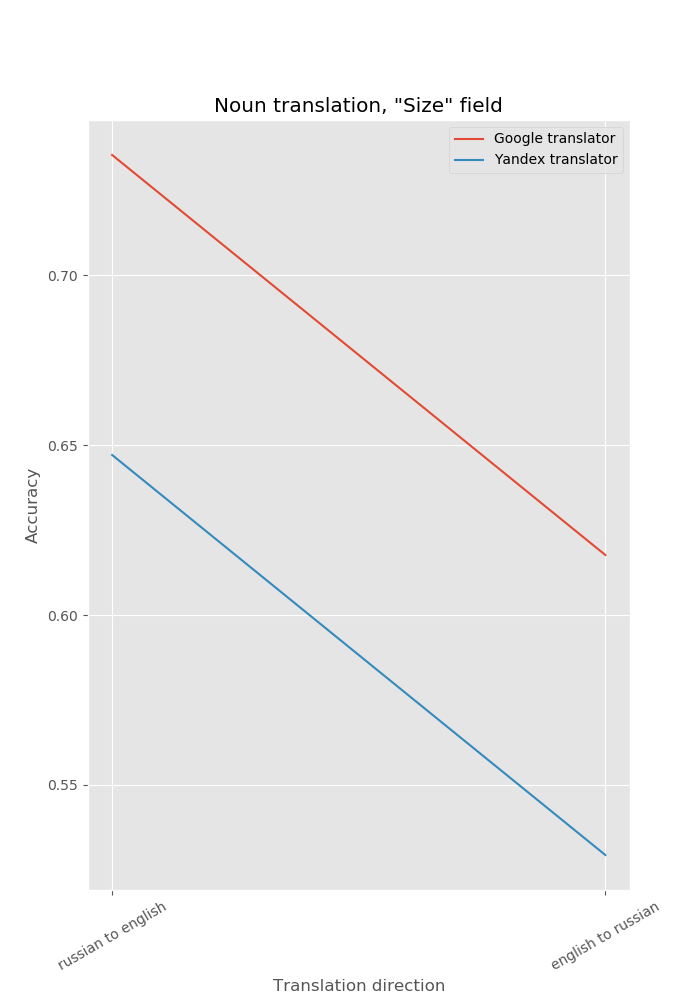 Noun translation, "Size" field
Google translator
Yandex translator
0.70
0.65
0.60
0.55
Accuracy
russian to english
english to russian
Translation direction